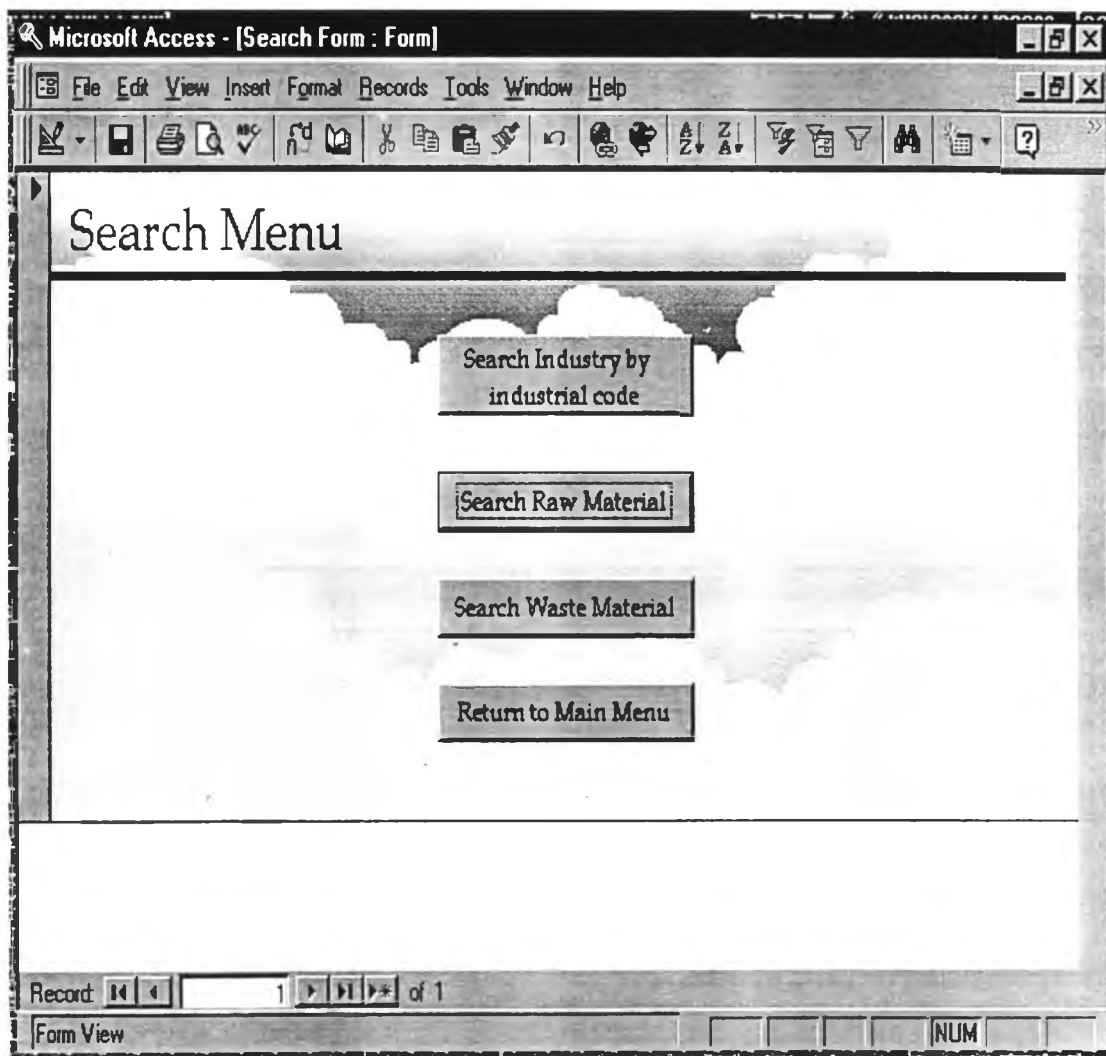 Microsoft Access - [Search Form : Form]
File Edit View Insert Format Records Tools Window Help
Search Menu
Search Industry by
industrial code
Search Raw Material
Search Waste Material
Return to Main Menu
Record: 1 of 1
Form View NUM